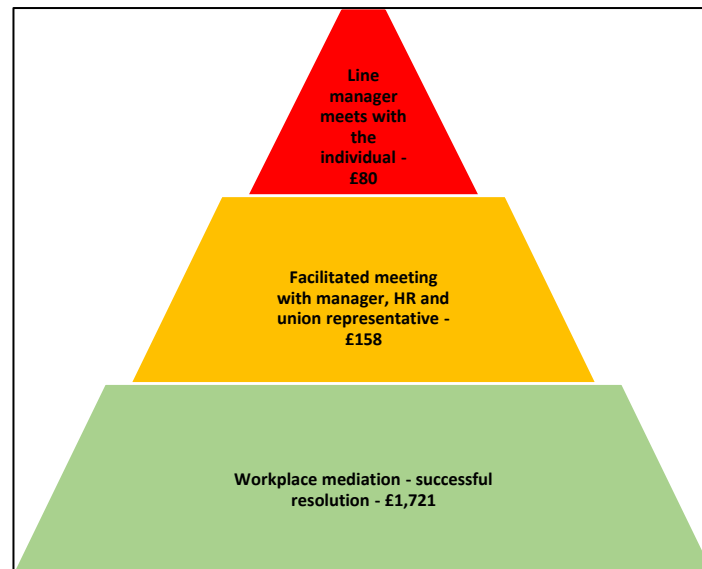 Line
manager
meets with
the
individual -
£80
Facilitated meeting
with manager, HR and
union representative -
£158
Workplace mediation - successful
resolution - £1,721